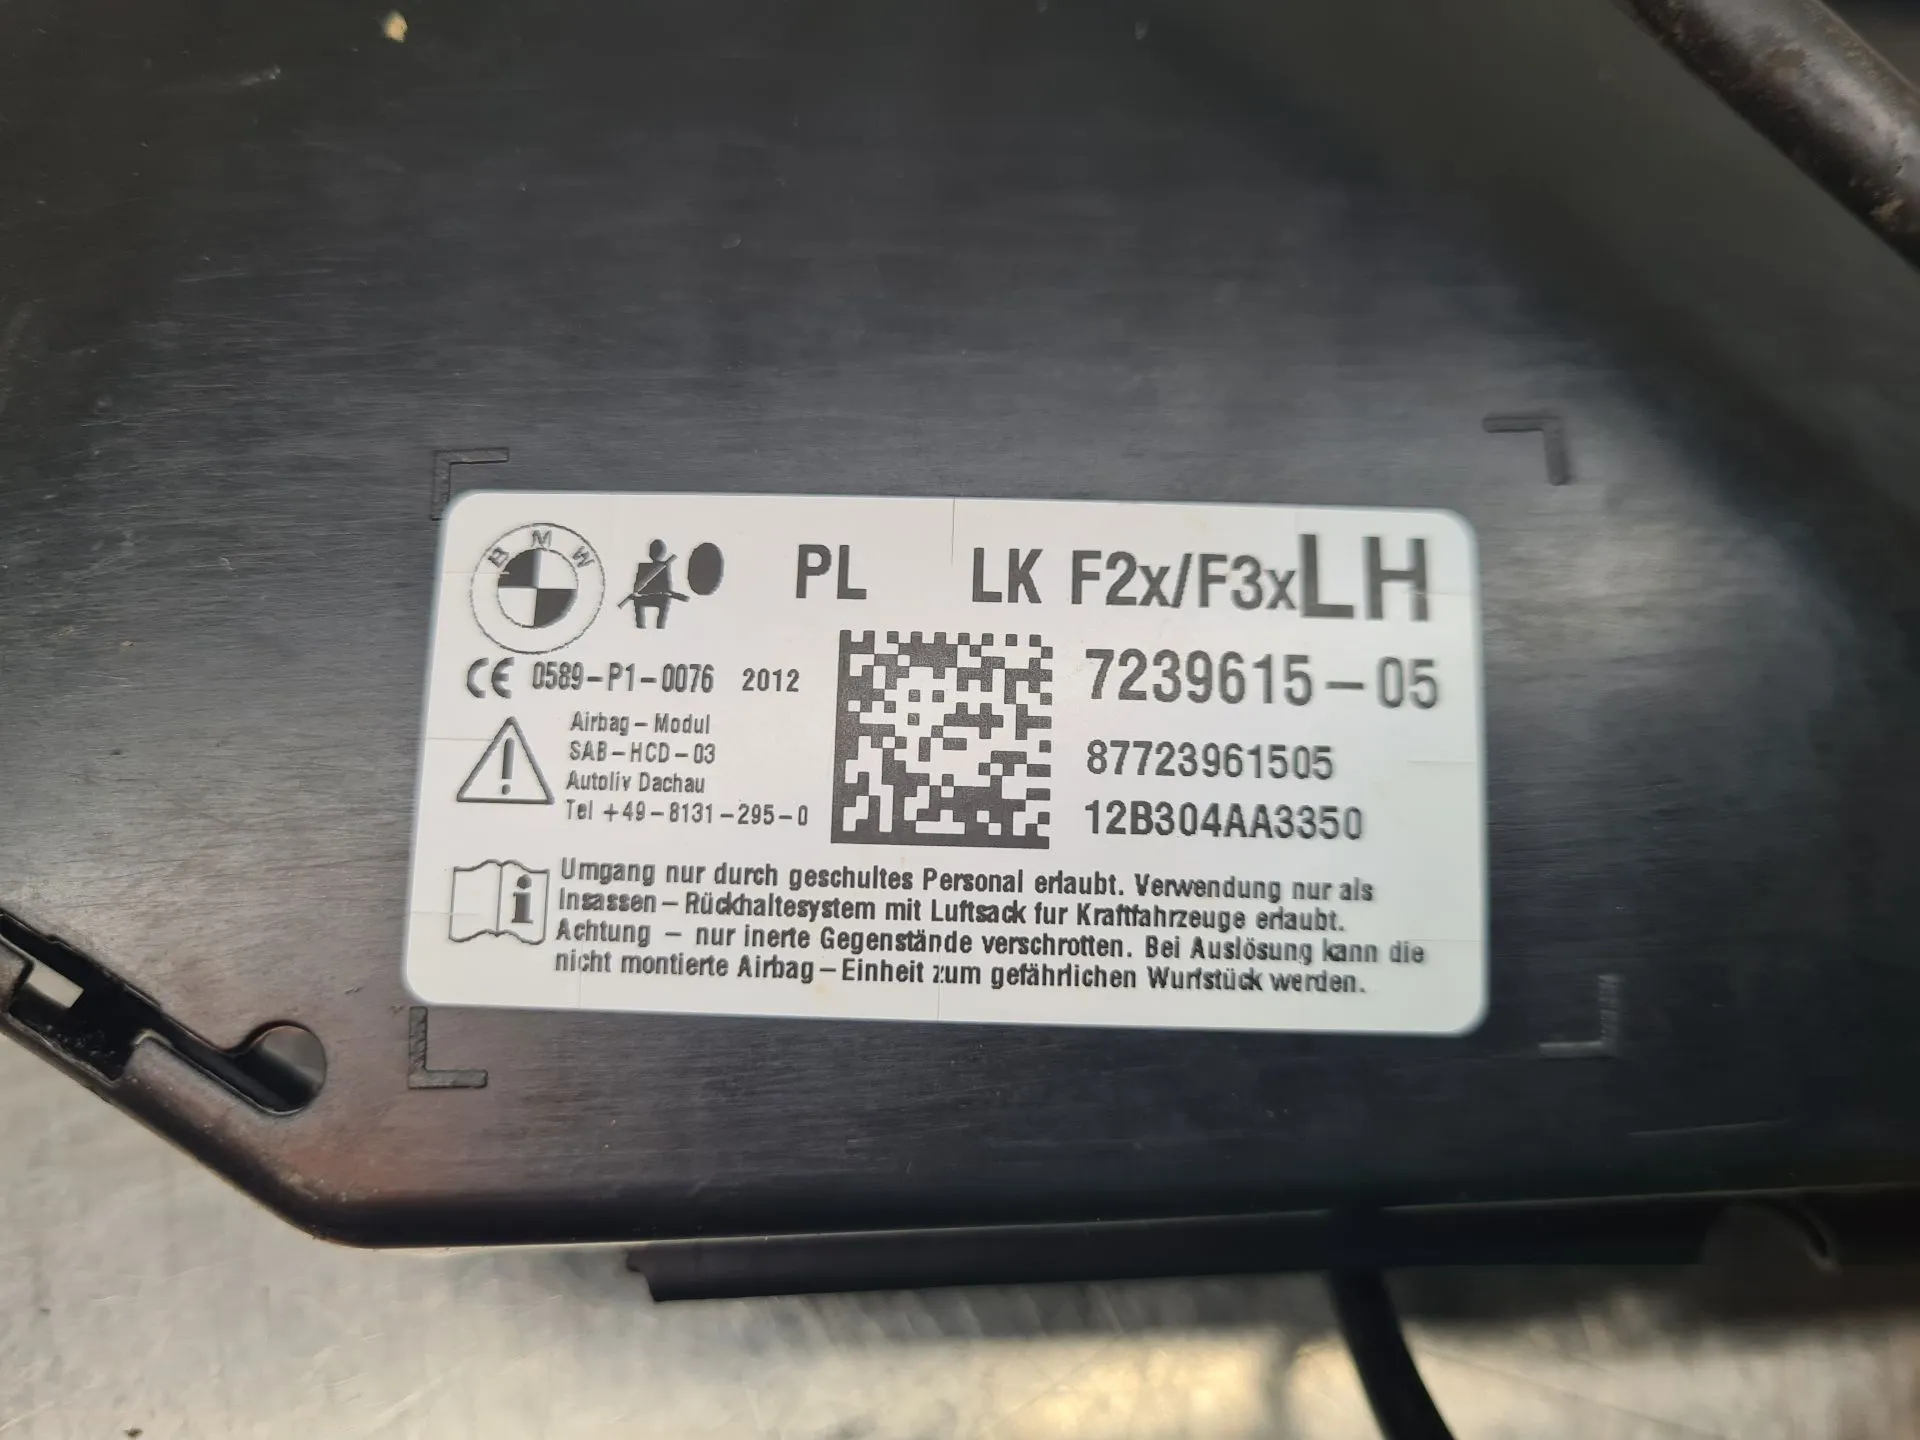 BMW PL LK F2x/F3xLH
CE 0589-P1-0076 2012
7239615-05
Airbag-Modul
SAB-HCD-03
Autoliv Dachau
Tel +49-8131-295-0
87723961505
12B304AA3350
Umgang nur durch geschultes Personal erlaubt. Verwendung nur als
Insassen-Rückhaltesystem mit Luftsack fur Kraftfahrzeuge erlaubt.
Achtung - nur inerte Gegenstände verschrotten. Bei Auslösung kann die
nicht montierte Airbag-Einheit zum gefährlichen Wurfstück werden.